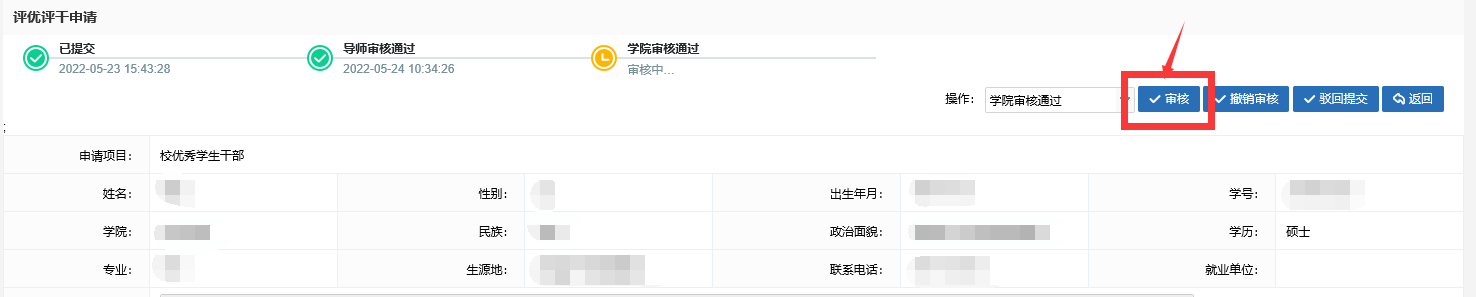 评优评干申请
已提交
2022-05-23 15:43:28
导师审核通过
2022-05-24 10:34:26
学院审核通过
审核中...
操作： 学院审核通过 审核 撤销审核 驳回提交 返回
;
申请项目： 校优秀学生干部
姓名： 性别： 出生年月： 学号：
学院： 民族： 政治面貌： 学历： 硕士
专业： 生源地： 联系电话： 就业单位：